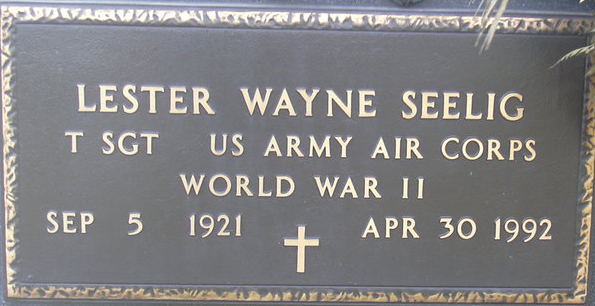 LESTER WAYNE SEELIG
T SGT US ARMY AIR CORPS
WORLD WAR II
SEP 5 1921 APR 30 1992